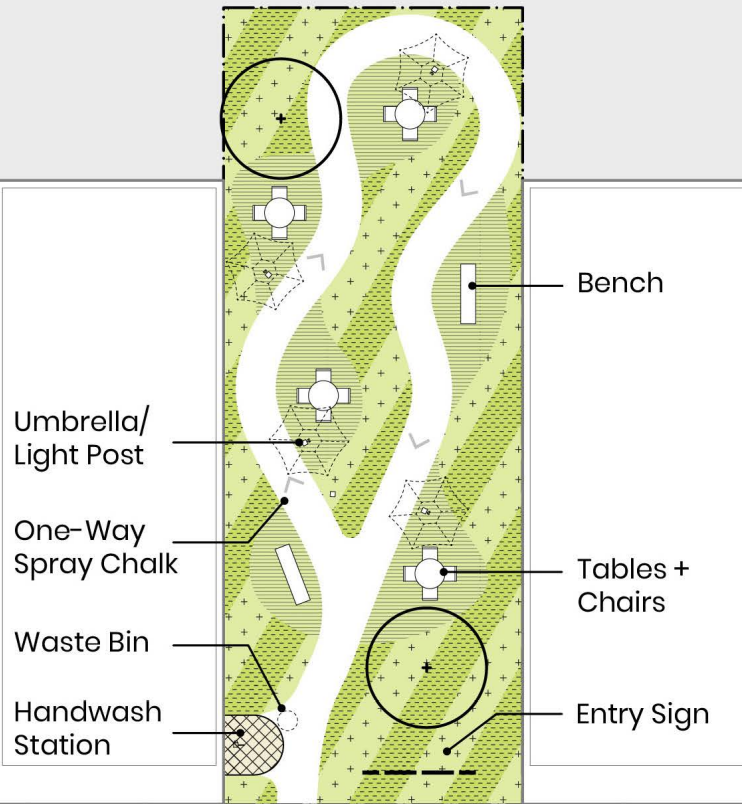 Bench
Umbrella/
Light Post
One-Way
Spray Chalk
Tables +
Chairs
Waste Bin
Handwash
Station
Entry Sign